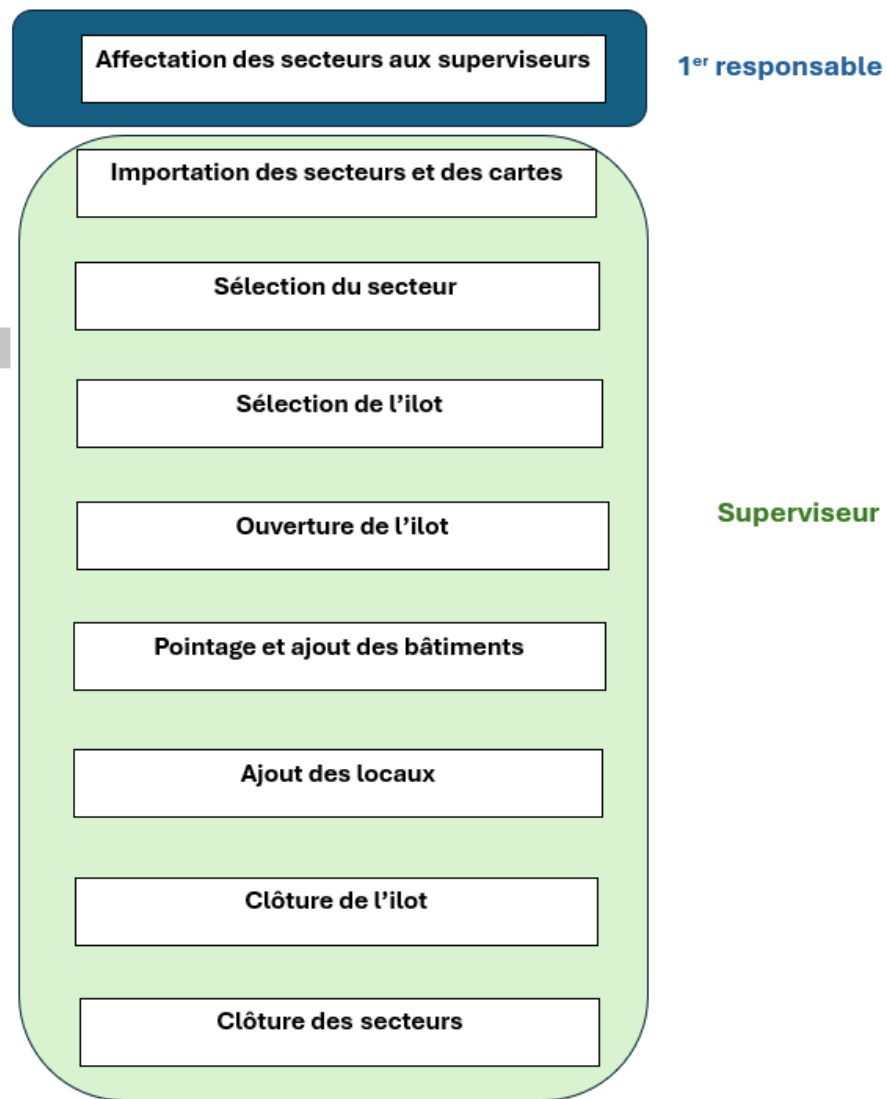 Affectation des secteurs aux superviseurs
1er responsable
Importation des secteurs et des cartes
Sélection du secteur
Sélection de l’ilot
Ouverture de l’ilot
Superviseur
Pointage et ajout des bâtiments
Ajout des locaux
Clôture de l’ilot
Clôture des secteurs